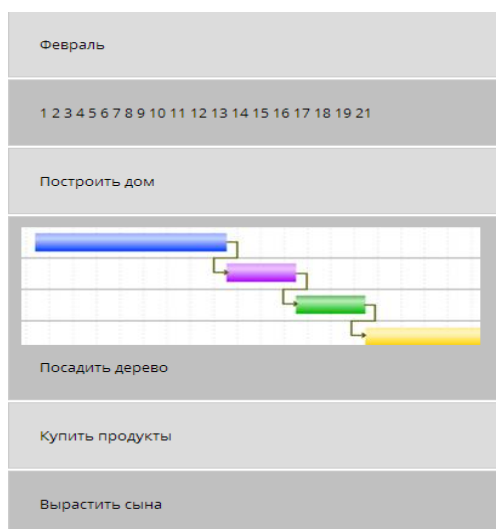 Февраль
1 2 3 4 5 6 7 8 9 10 11 12 13 14 15 16 17 18 19 21
Построить дом
Посадить дерево
Купить продукты
Вырастить сына